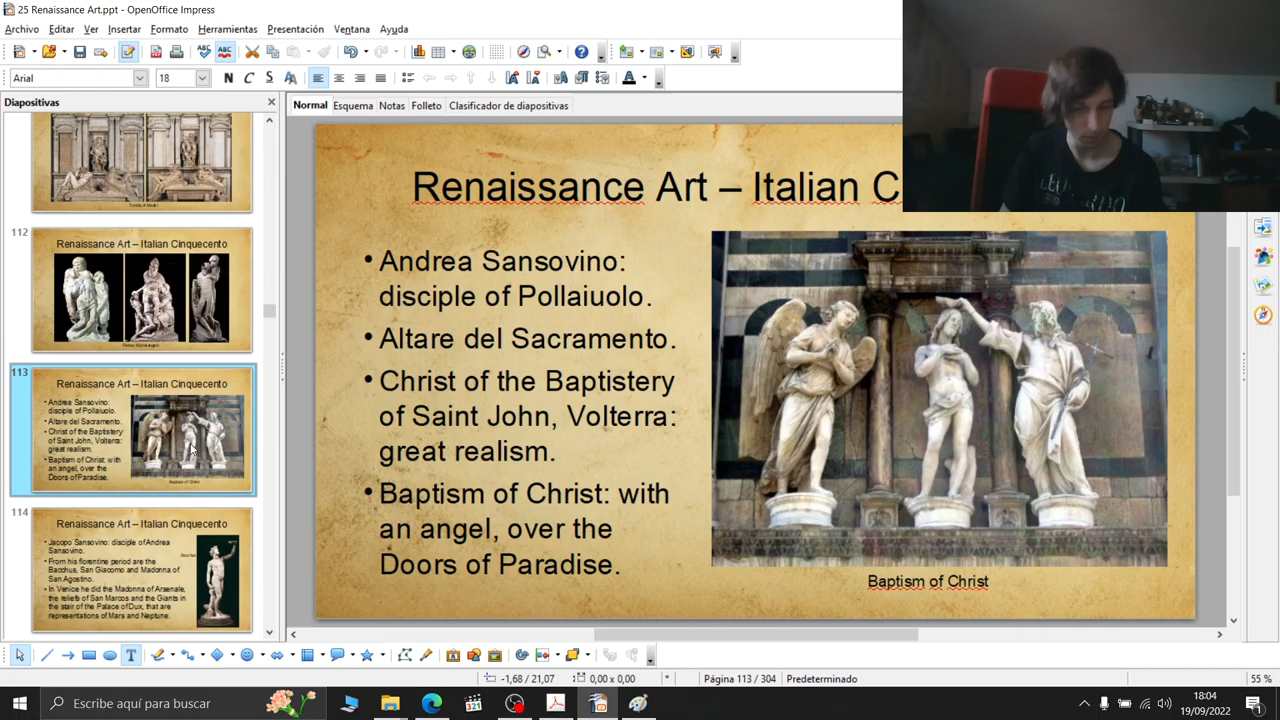 25 Renaissance Art.ppt - OpenOffice Impress
Archivo Editar Ver Insertar Formato Herramientas Presentación Ventana Ayuda
Arial 18 N C S A
Diapositivas
Normal Esquema Notas Folleto Clasificador de diapositivas
112
Renaissance Art – Italian Cinquecento
113
Renaissance Art – Italian Cinquecento
• Andrea Sansovino:
disciple of Pollaiuolo.
• Altare del Sacramento.
• Christ of the Baptistery
of Saint John, Volterra:
great realism.
• Baptism of Christ: with
an angel, over the
Doors of Paradise.
Baptism of Christ
114
Renaissance Art – Italian Cinquecento
• Jacopo Sansovino: disciple of Andrea
Sansovino.
• From his florentine period are the
Bacchus, San Giacomo and Madonna of
San Agostino.
• In Venice he did the Madonna of Arsenale,
the reliefs of San Marcos and the Giants in
the stair of the Palace of Dux, that are
representations of Mars and Neptune.
Renaissance Art – Italian C
• Andrea Sansovino:
disciple of Pollaiuolo.
• Altare del Sacramento.
• Christ of the Baptistery
of Saint John, Volterra:
great realism.
• Baptism of Christ: with
an angel, over the
Doors of Paradise.
Baptism of Christ
-1,68 / 21,07 0,00 x 0,00 * Página 113 / 304 Predeterminado 55 %
Escribe aquí para buscar
18:04
19/09/2022